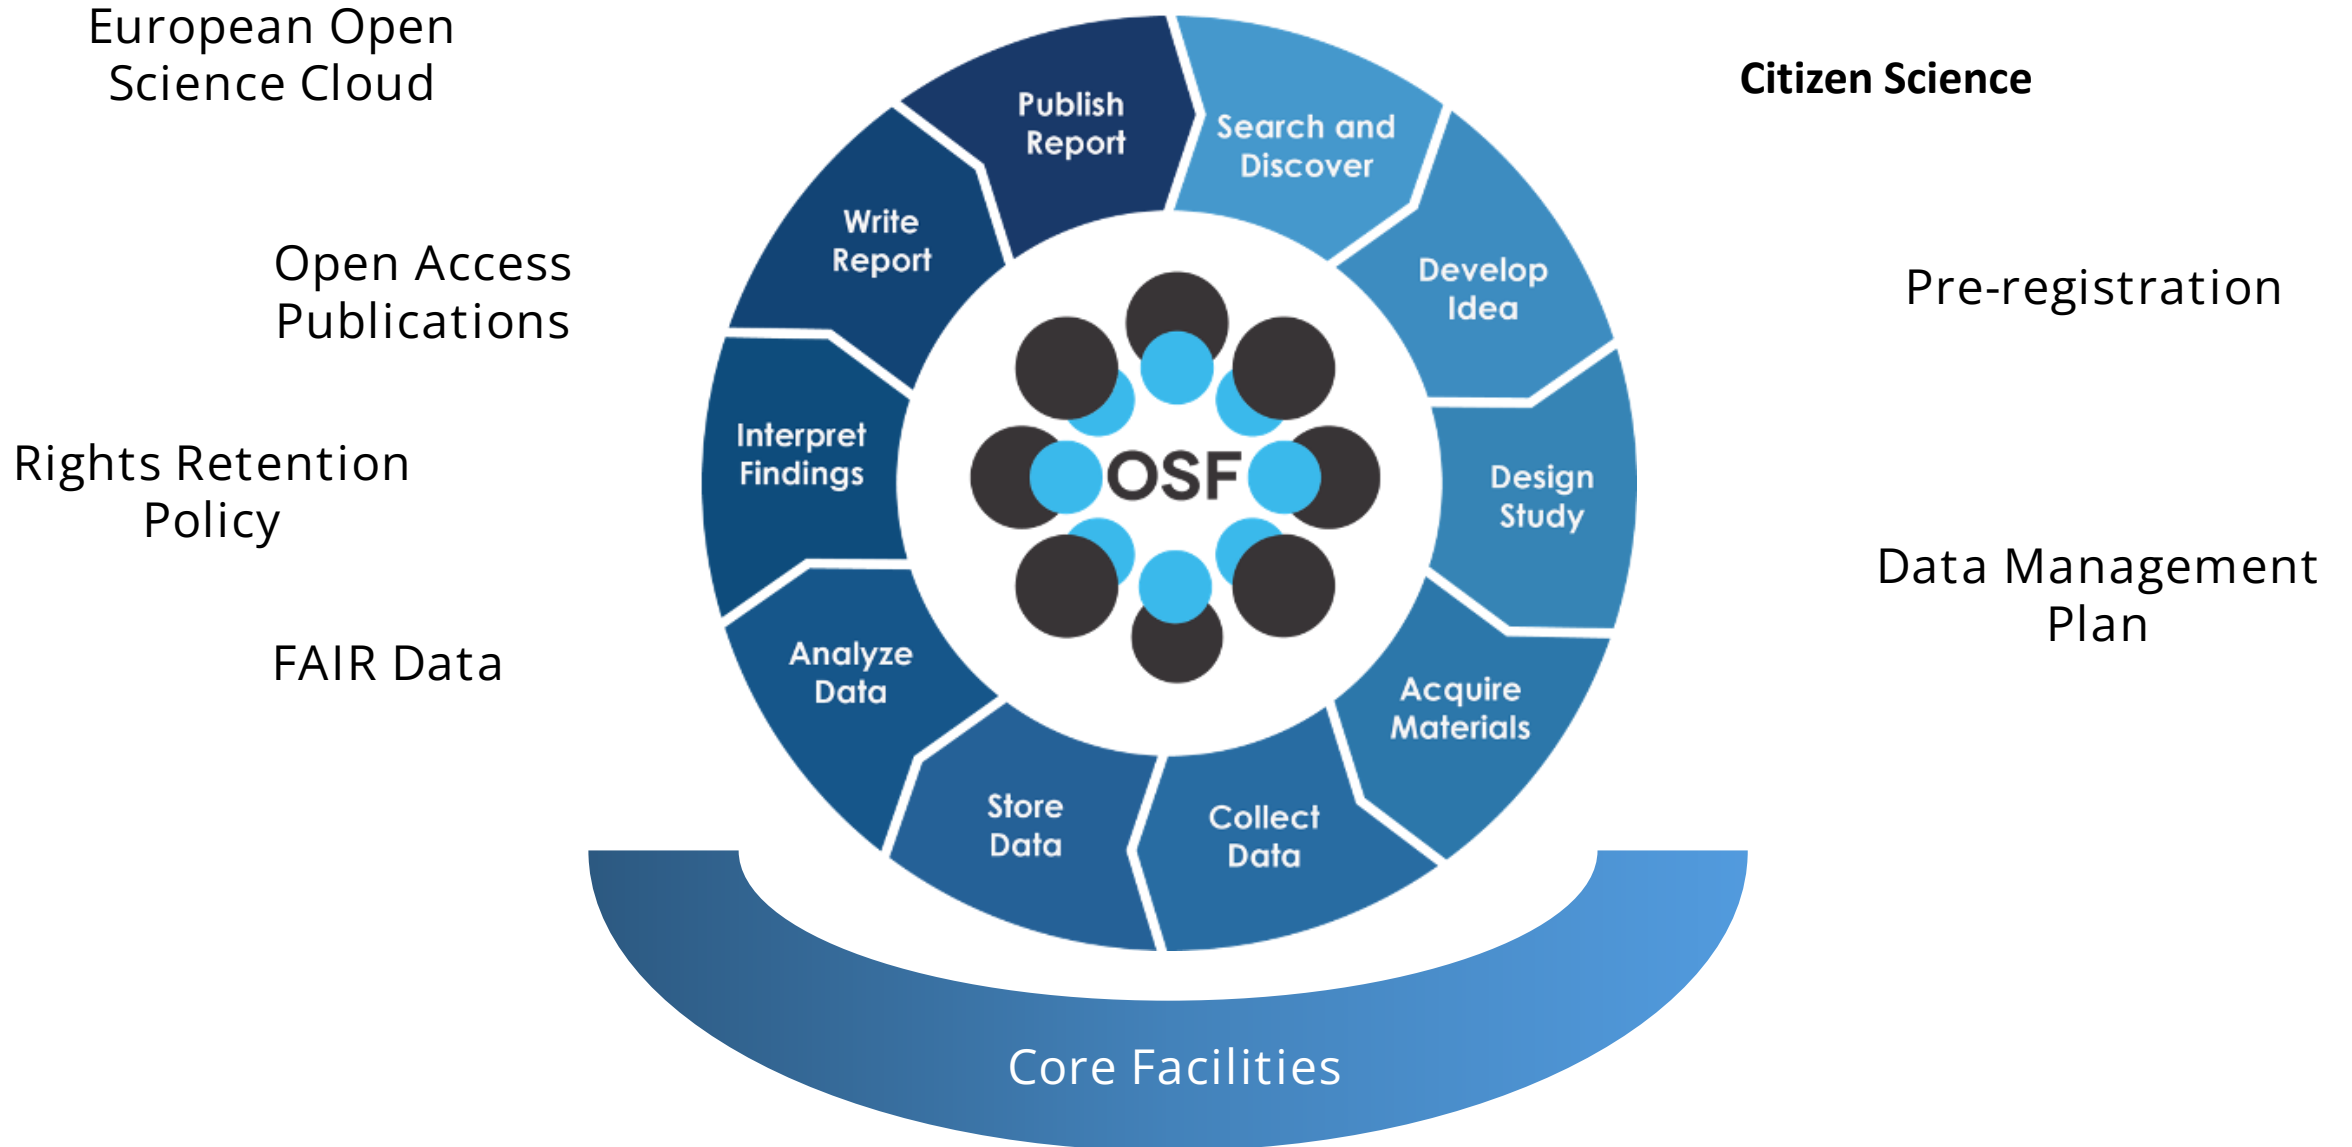 European Open
Science Cloud
Citizen Science
Publish
Report
Search and
Discover
Write
Report
Open Access
Publications
Develop
Idea
Pre-registration
Interpret
Findings
OSF
Design
Study
Rights Retention
Policy
Data Management
Plan
FAIR Data
Analyze
Data
Acquire
Materials
Store
Data
Collect
Data
Core Facilities